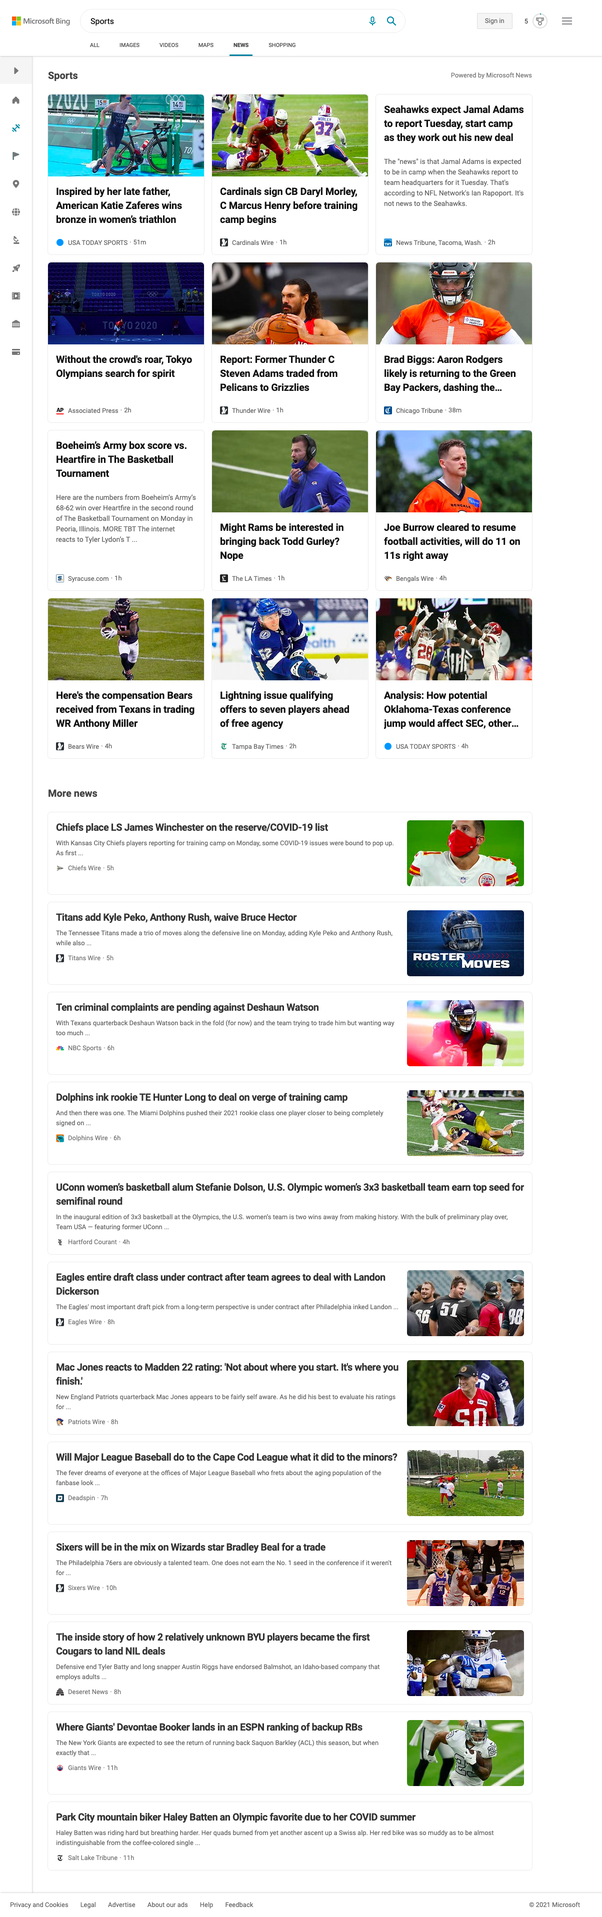 Microsoft Bing
Sports
Sign in
5
ALL IMAGES VIDEOS MAPS NEWS SHOPPING
Sports
Powered by Microsoft News
Inspired by her late father,
American Katie Zaferes wins
bronze in women's triathlon
USA TODAY SPORTS · 51m
37
Cardinals sign CB Daryl Morley,
C Marcus Henry before training
camp begins
Cardinals Wire · 1h
Seahawks expect Jamal Adams
to report Tuesday, start camp
as they work out his new deal
The "news" is that Jamal Adams is expected
to be in camp when the Seahawks report to
team headquarters for it Tuesday. That's
according to NFL Network's Ian Rapoport. It's
not news to the Seahawks.
News Tribune, Tacoma, Wash. · 2h
TOKYO 2020
Without the crowd's roar, Tokyo
Olympians search for spirit
AP Associated Press · 2h
Report: Former Thunder C
Steven Adams traded from
Pelicans to Grizzlies
Thunder Wire · 1h
Brad Biggs: Aaron Rodgers
likely is returning to the Green
Bay Packers, dashing the...
Chicago Tribune · 38m
Boeheim's Army box score vs.
Heartfire in The Basketball
Tournament
Here are the numbers from Boeheim's Army's
68-62 win over Heartfire in the second round
of The Basketball Tournament on Monday in
Peoria, Illinois. MORE TBT The internet
reacts to Tyler Lydon's T ...
Syracuse.com · 1h
Might Rams be interested in
bringing back Todd Gurley?
Nope
The LA Times · 1h
BENGALS
Joe Burrow cleared to resume
football activities, will do 11 on
11s right away
Bengals Wire · 4h
Here's the compensation Bears
received from Texans in trading
WR Anthony Miller
Bears Wire · 4h
Lightning issue qualifying
offers to seven players ahead
of free agency
Tampa Bay Times · 2h
28
Analysis: How potential
Oklahoma-Texas conference
jump would affect SEC, other...
USA TODAY SPORTS · 4h
More news
Chiefs place LS James Winchester on the reserve/COVID-19 list
With Kansas City Chiefs players reporting for training camp on Monday, some COVID-19 issues were bound to pop up.
As first ...
Chiefs Wire · 5h
Titans add Kyle Peko, Anthony Rush, waive Bruce Hector
The Tennessee Titans made a trio of moves along the defensive line on Monday, adding Kyle Peko and Anthony Rush,
while also ...
Titans Wire · 5h
ROSTER
MOVES
Ten criminal complaints are pending against Deshaun Watson
With Texans quarterback Deshaun Watson back in the fold (for now) and the team trying to trade him but wanting way
too much ...
NBC Sports · 6h
Dolphins ink rookie TE Hunter Long to deal on verge of training camp
And then there was one. The Miami Dolphins pushed their 2021 rookie class one player closer to being completely
signed on ...
Dolphins Wire · 6h
UConn women's basketball alum Stefanie Dolson, U.S. Olympic women's 3x3 basketball team earn top seed for
semifinal round
In the inaugural edition of 3x3 basketball at the Olympics, the U.S. women's team is two wins away from making history. With the bulk of preliminary play over,
Team USA — featuring former UConn ...
Hartford Courant · 4h
Eagles entire draft class under contract after team agrees to deal with Landon
Dickerson
The Eagles' most important draft pick from a long-term perspective is under contract after Philadelphia inked Landon ...
Eagles Wire · 8h
51
Mac Jones reacts to Madden 22 rating: 'Not about where you start. It's where you
finish.'
New England Patriots quarterback Mac Jones appears to be fairly self aware. As he did his best to evaluate his ratings
for ...
Patriots Wire · 8h
50
Will Major League Baseball do to the Cape Cod League what it did to the minors?
The fever dreams of everyone at the offices of Major League Baseball who frets about the aging population of the
fanbase look ...
Deadspin · 7h
Sixers will be in the mix on Wizards star Bradley Beal for a trade
The Philadelphia 76ers are obviously a talented team. One does not earn the No. 1 seed in the conference if it weren't
for ...
Sixers Wire · 10h
The inside story of how 2 relatively unknown BYU players became the first
Cougars to land NIL deals
Defensive end Tyler Batty and long snapper Austin Riggs have endorsed Balmshot, an Idaho-based company that
employs adults ...
Deseret News · 8h
Where Giants' Devontae Booker lands in an ESPN ranking of backup RBs
The New York Giants are expected to see the return of running back Saquon Barkley (ACL) this season, but when
exactly that ...
Giants Wire · 11h
Park City mountain biker Haley Batten an Olympic favorite due to her COVID summer
Haley Batten was riding hard but breathing harder. Her quads burned from yet another ascent up a Swiss alp. Her red bike was so muddy as to be almost
indistinguishable from the coffee-colored single ...
Salt Lake Tribune · 11h
Privacy and Cookies Legal Advertise About our ads Help Feedback
© 2021 Microsoft